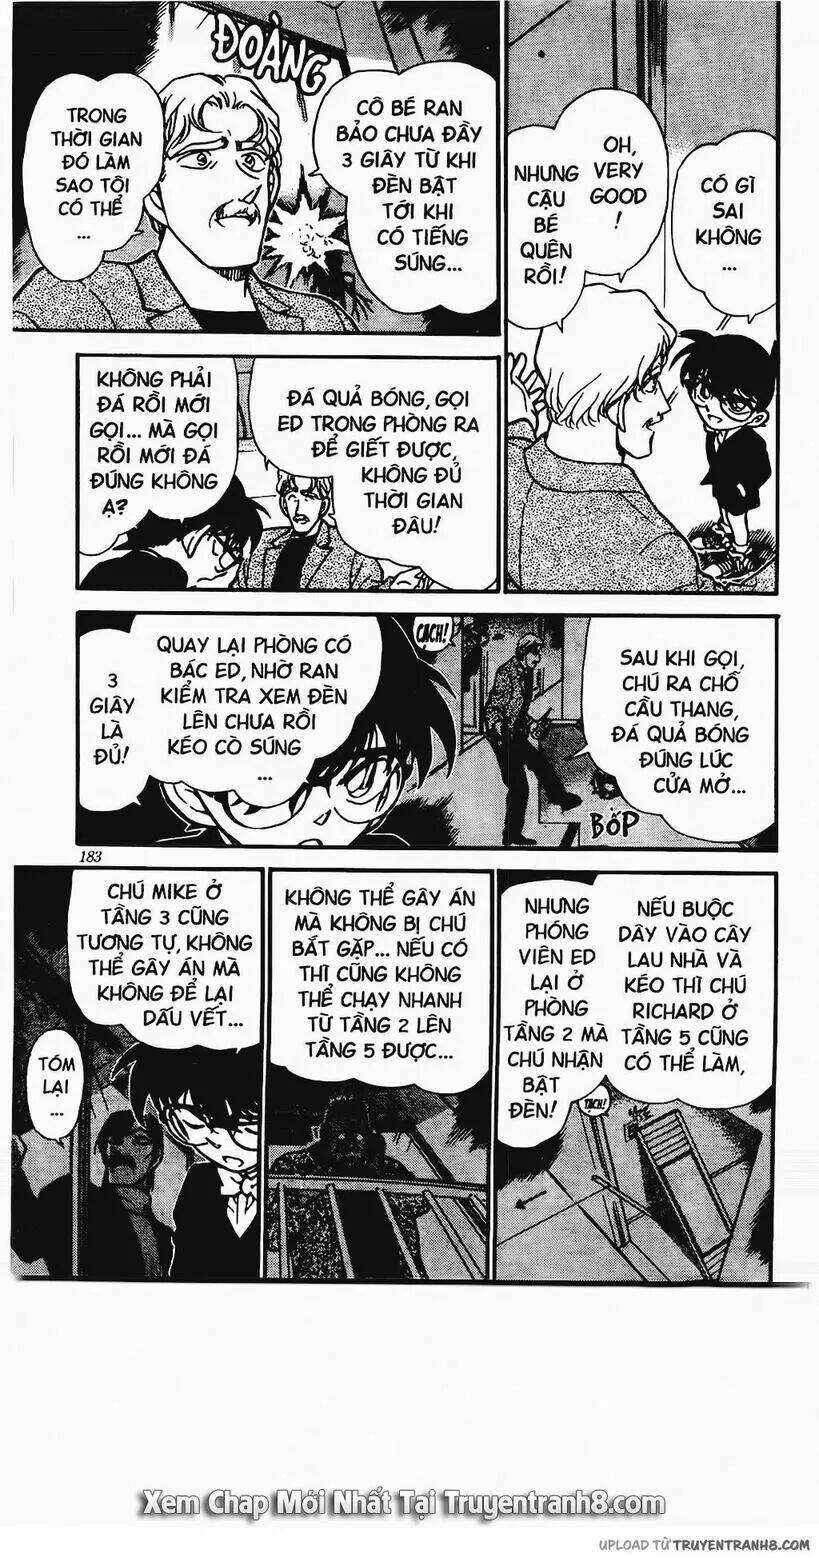 CÓ GÌ
SAI
KHÔNG
...
OH,
VERY
GOOD
!
NHƯNG
CẬU
BÉ
QUÊN
RỒI!
CÔ BÉ RAN
BẢO CHƯA ĐẦY
3 GIÂY TỪ KHI
ĐÈN BẬT
TỚI KHI
CÓ TIẾNG
SÚNG...
ĐOÀNG
TRONG
THỜI GIAN
ĐÓ LÀM
SAO TÔI
CÓ THỂ
...
ĐÁ QUẢ BÓNG, GỌI
ED TRONG PHÒNG RA
ĐỂ GIẾT ĐƯỢC,
KHÔNG ĐỦ
THỜI GIAN
ĐÂU!
KHÔNG PHẢI
ĐÁ RỒI MỚI
GỌI... MÀ GỌI
RỒI MỚI ĐÁ
ĐÚNG KHÔNG
Ạ?
SAU KHI GỌI,
CHÚ RA CHỖ
CẦU THANG,
ĐÁ QUẢ BÓNG
ĐÚNG LÚC
CỬA MỞ...
CẠCH!
BỐP
QUAY LẠI PHÒNG CÓ
BÁC ED, NHỜ RAN
KIỂM TRA XEM ĐÈN
LÊN CHƯA RỒI
KÉO CÒ SÚNG
...
3
GIÂY
LÀ
ĐỦ!
183
NẾU BUỘC
DÂY VÀO CÂY
LAU NHÀ VÀ
KÉO THÌ CHÚ
RICHARD Ở
TẦNG 5 CŨNG
CÓ THỂ LÀM,
NHƯNG
PHÓNG
VIÊN ED
LẠI Ở
PHÒNG
TẦNG 2 MÀ
CHÚ NHẬN
BẬT
ĐÈN!
TẠCH!
KHÔNG THỂ GÂY ÁN
MÀ KHÔNG BỊ CHÚ
BẮT GẶP... NẾU CÓ
THÌ CŨNG KHÔNG
THỂ CHẠY NHANH
TỪ TẦNG 2 LÊN
TẦNG 5 ĐƯỢC...
CHÚ MIKE Ở
TẦNG 3 CŨNG
TƯƠNG TỰ, KHÔNG
THỂ GÂY ÁN MÀ
KHÔNG ĐỂ LẠI
DẤU VẾT...
TÓM
LẠI
...
Xem Chap Mới Nhất Tại Truyentranh8.com
UPLOAD TỪ TRUYENTRANH8.COM